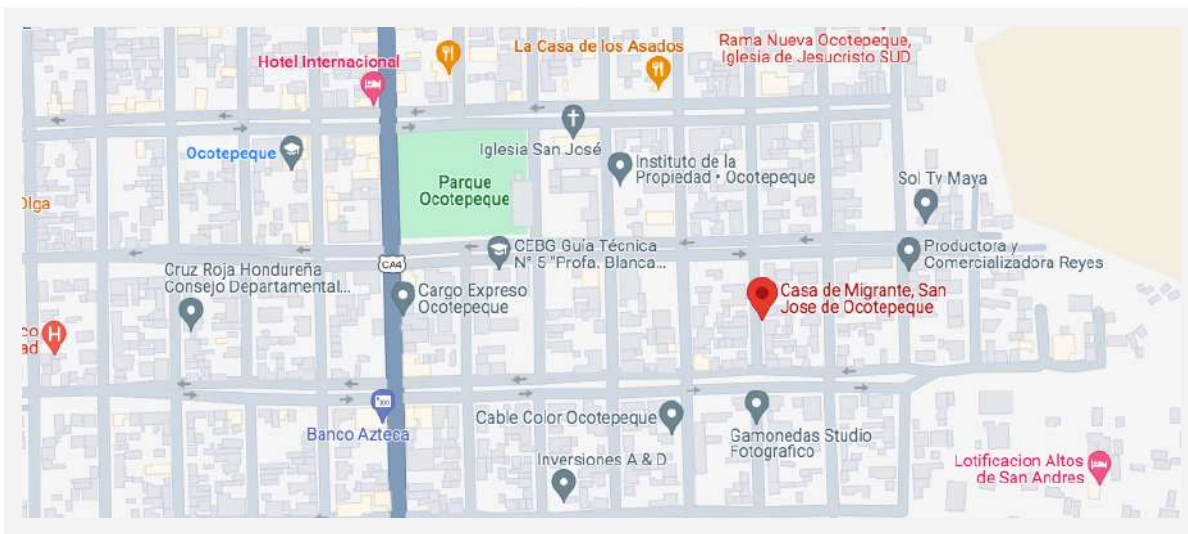 La Casa de los Asados
Rama Nueva Ocotepeque,
Iglesia de Jesucristo SUD
Hotel Internacional
Ocotepeque
Iglesia San José
Instituto de la
Propiedad • Ocotepeque
Parque
Ocotepeque
Sol Tv Maya
Olga
CEBG Guía Técnica
N° 5 "Profa. Blanca...
Productora y
Comercializadora Reyes
CA4
Cruz Roja Hondureña
Consejo Departamental...
Cargo Expreso
Ocotepeque
Casa de Migrante, San
Jose de Ocotepeque
co
ad
H
Banco Azteca
Cable Color Ocotepeque
Gamonedas Studio
Fotografico
Inversiones A & D
Lotificacion Altos
de San Andres